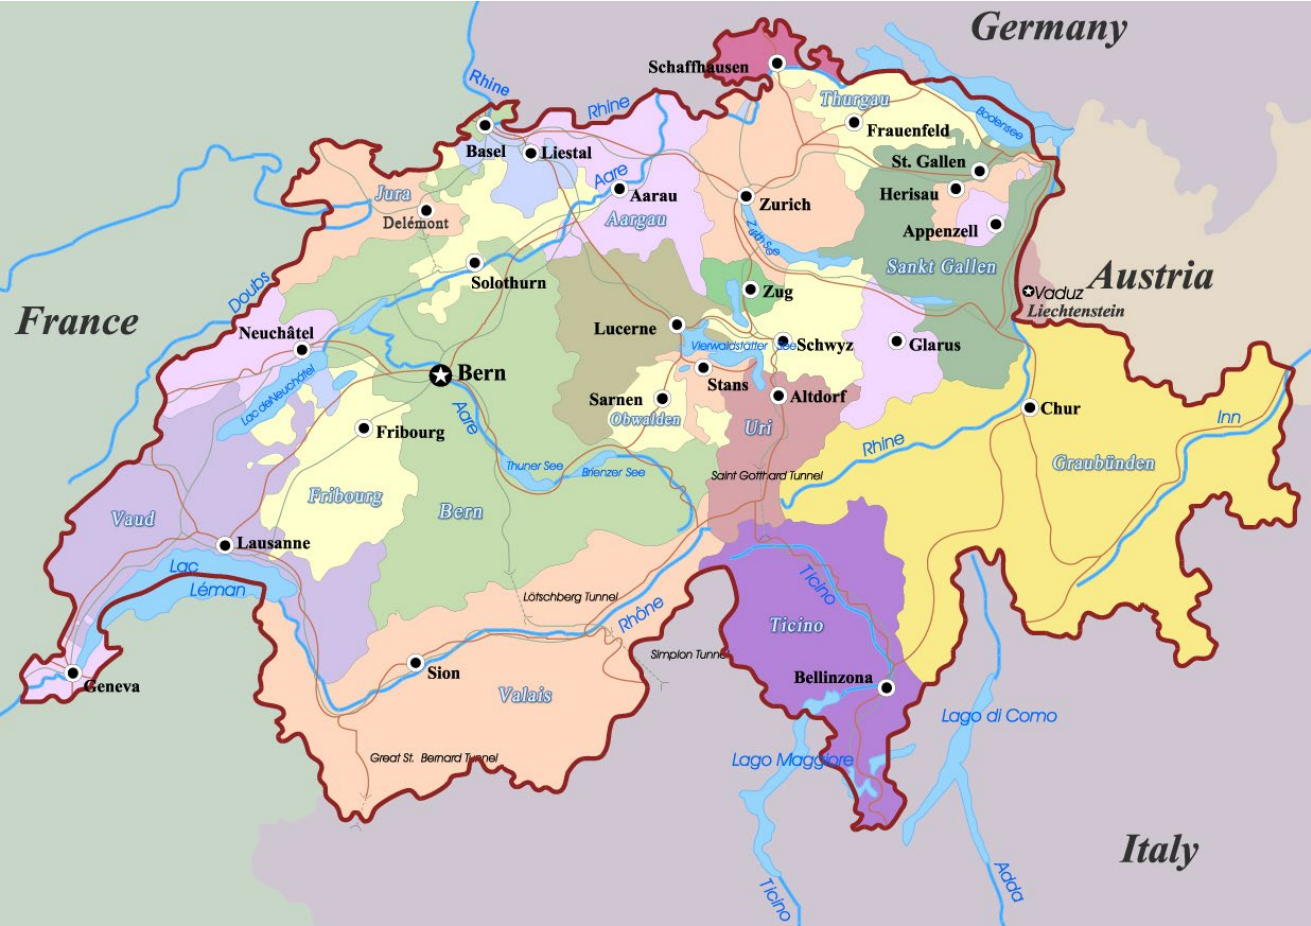 Germany
Schaffhausen
Rhine
Rhine
Thurgau
Bodensee
Frauenfeld
Basel
Liestal
St. Gallen
Aare
Herisau
Jura
Aarau
Zurich
Delémont
Aargau
Appenzell
Solothurn
Sankt Gallen
Austria
Doubs
Zug
Vaduz
Liechtenstein
France
Neuchâtel
Lucerne
Vierwaldstätter See
Schwyz
Glarus
Bern
Stans
Lac deNeuchâtel
Sarnen
Altdorf
Obwalden
Chur
Aare
Fribourg
Uri
Rhine
Inn
Thuner See
Brienzer See
Saint Gotthard Tunnel
Graubünden
Fribourg
Bern
Vaud
Lausanne
Lac
Léman
Ticino
Lötschberg Tunnel
Rhône
Ticino
Simplon Tunnel
Sion
Bellinzona
Geneva
Valais
Lago di Como
Great St. Bernard Tunnel
Lago Maggiore
Italy
Ticino
Adda